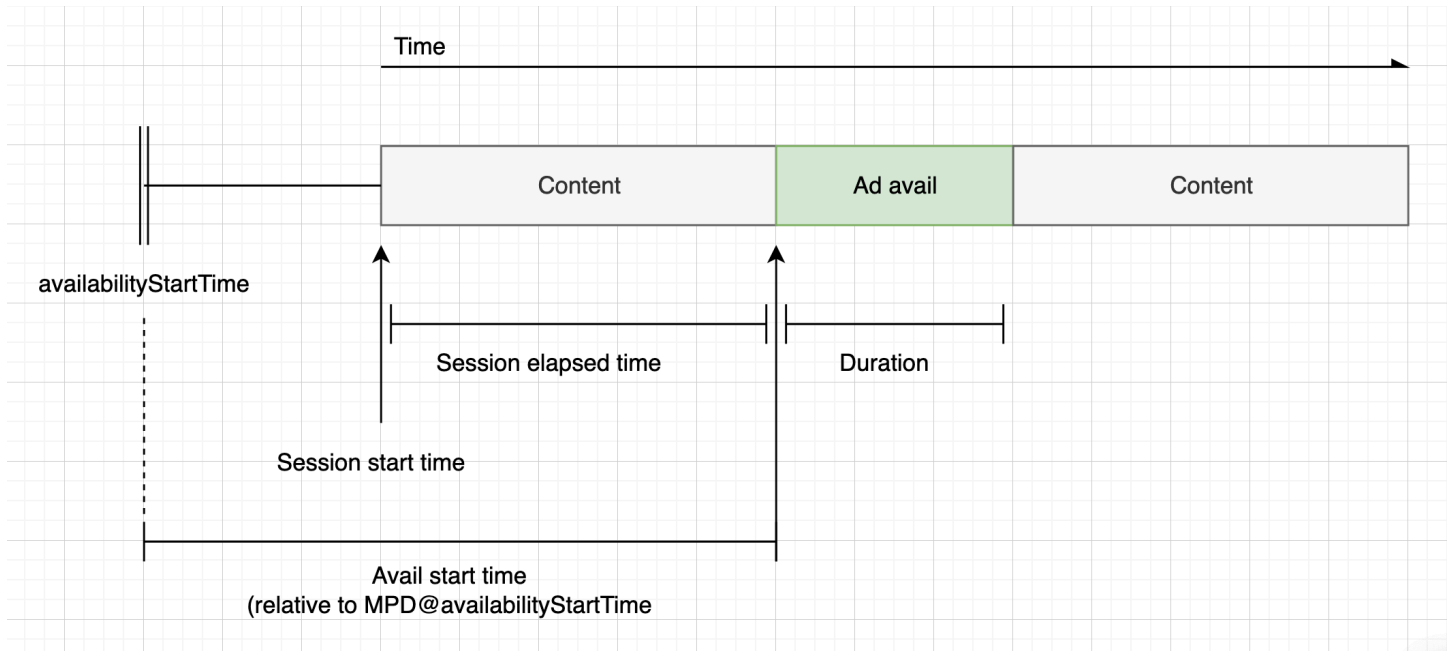 Time
Content
Ad avail
Content
availabilityStartTime
Session elapsed time
Duration
Session start time
Avail start time
(relative to MPD@availabilityStartTime